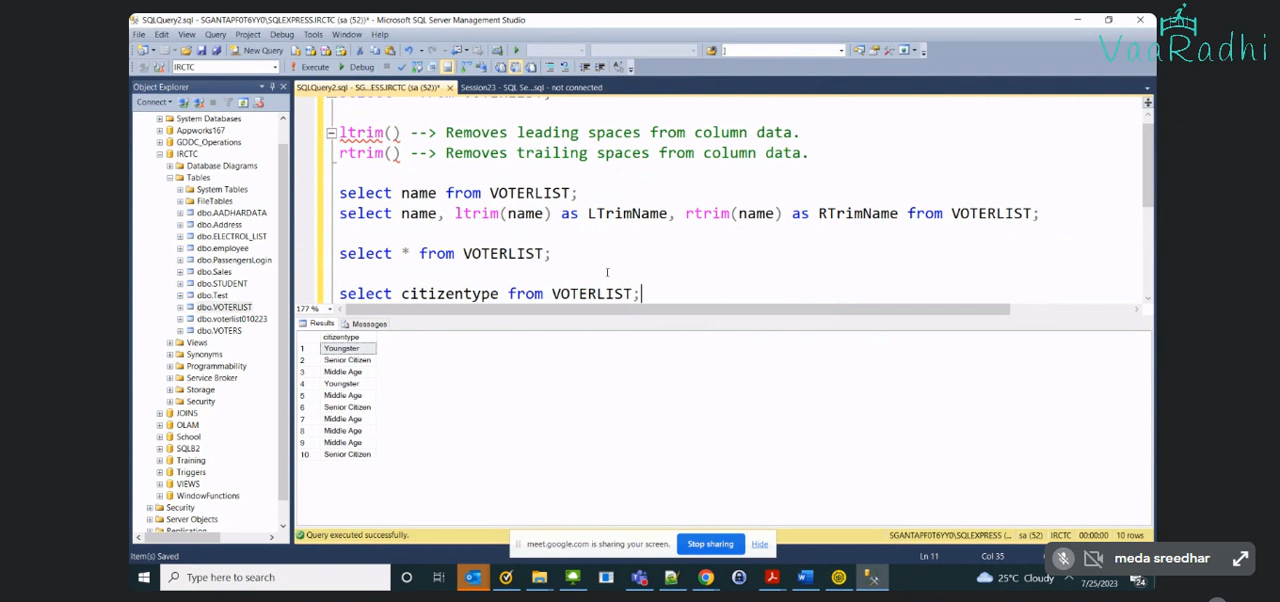 SQLQuery2.sql - SGANTAPF0T6YY0\SQLEXPRESS.IRCTC (sa (52))* - Microsoft SQL Server Management Studio
VaaRadhi
File Edit View Query Project Debug Tools Window Help
New Query
IRCTC Execute Debug
Object Explorer
SQLQuery2.sql - SG...ESS.IRCTC (sa (52))* Session23 - SQL Se...sql - not connected
Connect
System Databases
Appworks167
GDDC_Operations
IRCTC
Database Diagrams
Tables
System Tables
FileTables
dbo.AADHARDATA
dbo.Address
dbo.ELECTROL_LIST
dbo.employee
dbo.PassengersLogin
dbo.Sales
dbo.STUDENT
dbo.Test
dbo.VOTERLIST
dbo.voterlist010223
dbo.VOTERS
Views
Synonyms
Programmability
Service Broker
Storage
Security
JOINS
OLAM
School
SQLB2
Training
Triggers
VIEWS
WindowFunctions
Security
Server Objects
ltrim() --> Removes leading spaces from column data.
rtrim() --> Removes trailing spaces from column data.
select name from VOTERLIST;
select name, ltrim(name) as LTrimName, rtrim(name) as RTrimName from VOTERLIST;
select * from VOTERLIST;
select citizentype from VOTERLIST;
177 %
Results Messages
citizentype
1 Youngster
2 Senior Citizen
3 Middle Age
4 Youngster
5 Middle Age
6 Senior Citizen
7 Middle Age
8 Middle Age
9 Middle Age
10 Senior Citizen
Query executed successfully. SGANTAPF0T6YY0\SQLEXPRESS (... sa (52) IRCTC 00:00:00 10 rows
meet.google.com is sharing your screen. Stop sharing Hide
Item(s) Saved Ln 11 Col 35
meda sreedhar
Type here to search 25°C Cloudy 7/25/2023 24